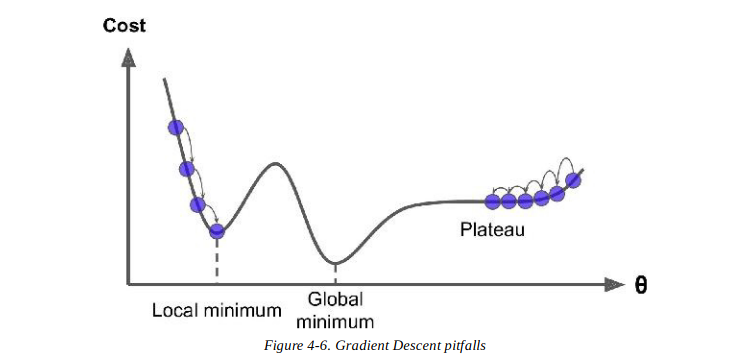 Cost
Plateau
θ
Local minimum
Global
minimum
Figure 4-6. Gradient Descent pitfalls